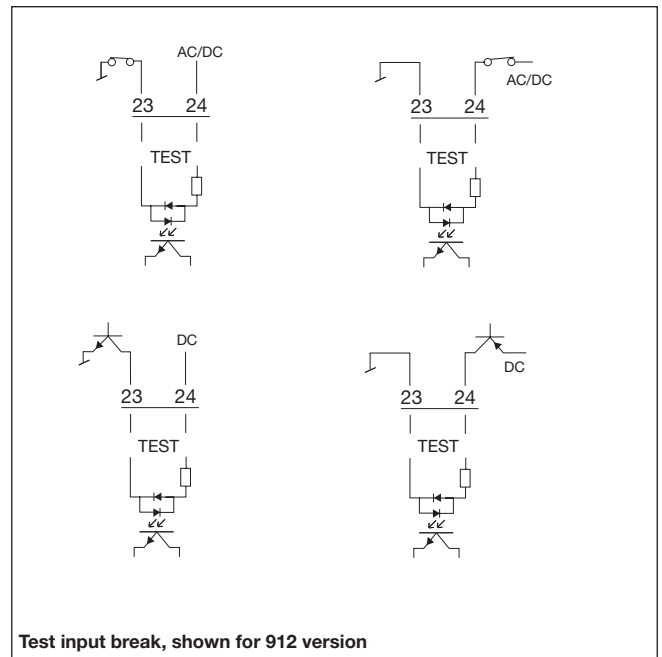 AC/DC
23 24
TEST
AC/DC
23 24
TEST
DC
23 24
TEST
DC
23 24
TEST
Test input break, shown for 912 version